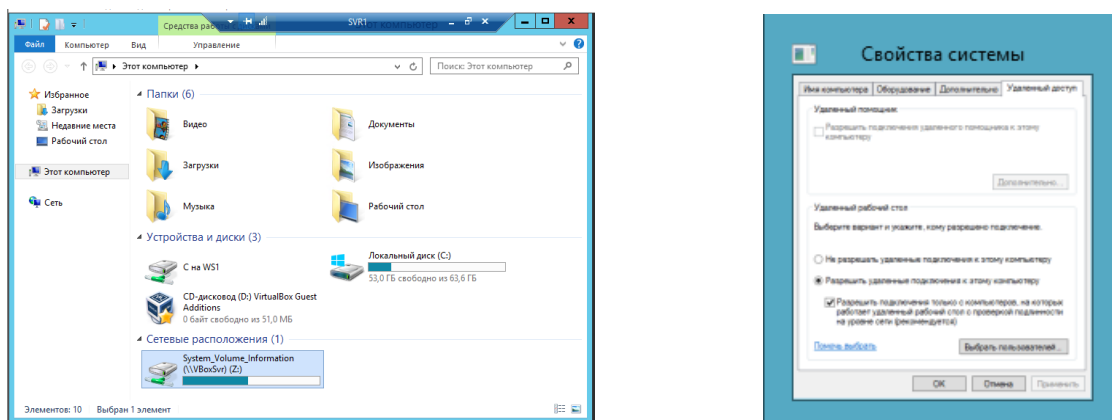 Средства ра
SVR1
Файл
Компьютер
Вид
Управление
Этот компьютер
Поиск: Этот компьютер
Избранное
Загрузки
Недавние места
Рабочий стол
Этот компьютер
Сеть
Папки (6)
Видео
Документы
Загрузки
Изображения
Музыка
Рабочий стол
Устройства и диски (3)
C на WS1
Локальный диск (C:)
53,0 ГБ свободно из 63,6 ГБ
CD-дисковод (D:) VirtualBox Guest
Additions
0 байт свободно из 51,0 МБ
Сетевые расположения (1)
System_Volume_Information
(\\VBoxSvr) (Z:)
Элементов: 10 Выбран 1 элемент
Свойства системы
Имя компьютера
Оборудование
Дополнительно
Удаленный доступ
Удаленный помощник
Разрешить подключения удаленного помощника к этому
компьютеру
Дополнительно...
Удаленный рабочий стол
Выберите вариант и укажите, кому разрешено подключение.
Не разрешать удаленные подключения к этому компьютеру
Разрешить удаленные подключения к этому компьютеру
Разрешить подключения только с компьютеров, на которых
работает удаленный рабочий стол с проверкой подлинности
на уровне сети (рекомендуется)
Помочь выбрать
Выбрать пользователей...
ОК
Отмена
Применить